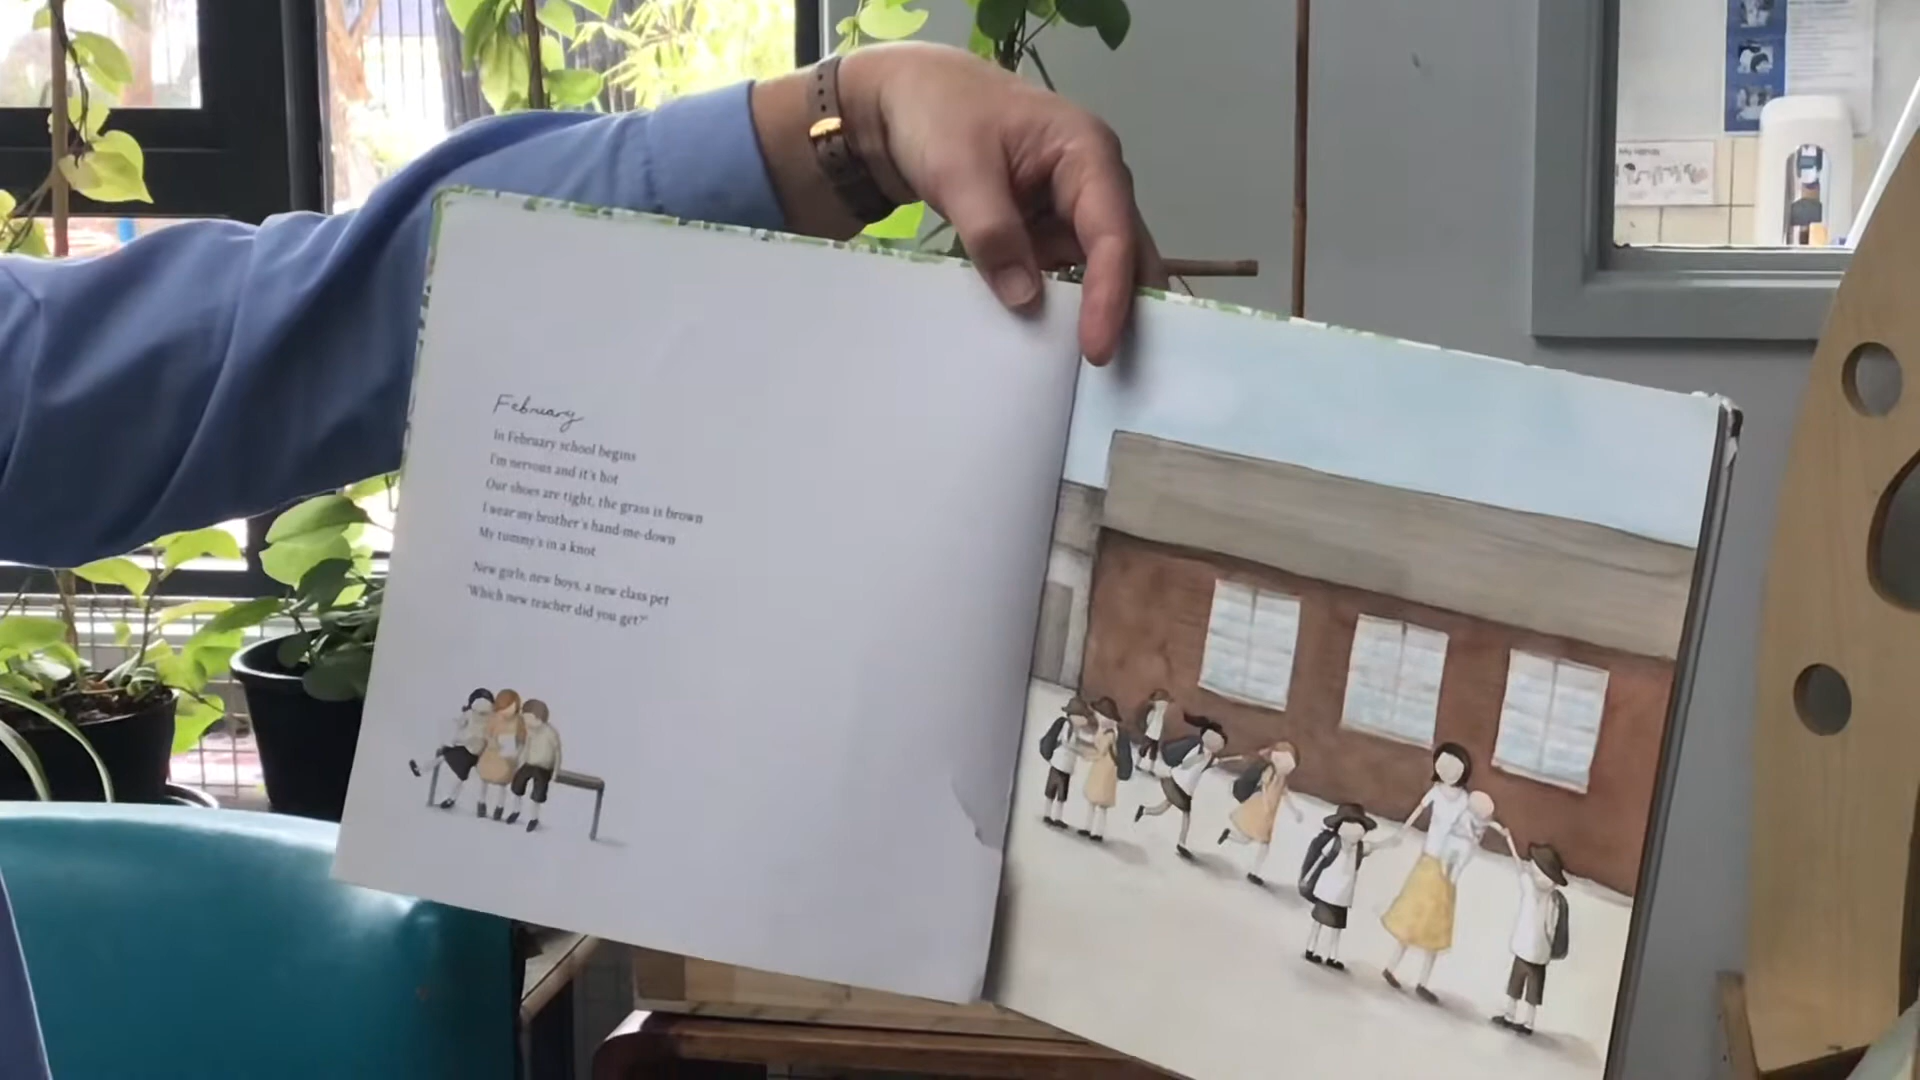 February
In February school begins
I'm nervous and it's hot
Our shoes are tight, the grass is brown
I wear my brother's hand-me-down
My tummy's in a knot
New girls, new boys, a new class pet
"Which new teacher did you get?"